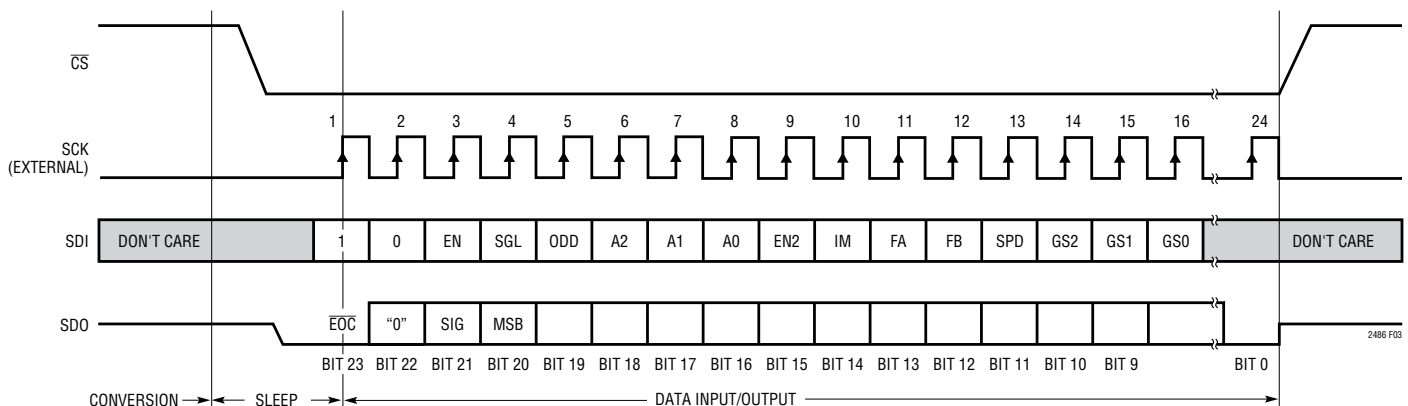 CS
1 2 3 4 5 6 7 8 9 10 11 12 13 14 15 16 24
SCK
(EXTERNAL)
SDI DON'T CARE 1 0 EN SGL ODD A2 A1 A0 EN2 IM FA FB SPD GS2 GS1 GS0 DON'T CARE
SDO EOC “0” SIG MSB
2486 F03
BIT 23 BIT 22 BIT 21 BIT 20 BIT 19 BIT 18 BIT 17 BIT 16 BIT 15 BIT 14 BIT 13 BIT 12 BIT 11 BIT 10 BIT 9 BIT 0
CONVERSION SLEEP DATA INPUT/OUTPUT